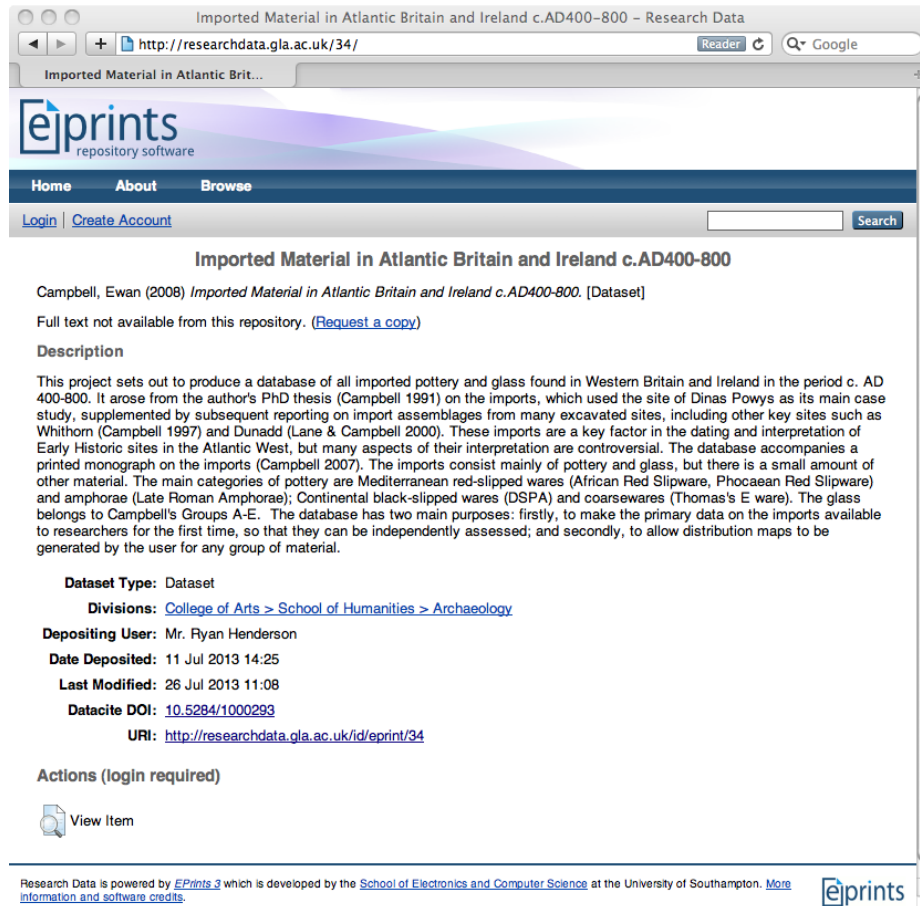 Imported Material in Atlantic Britain and Ireland c.AD400–800 – Research Data
http://researchdata.gla.ac.uk/34/ Reader Google
Imported Material in Atlantic Brit...
eprints
repository software
Home About Browse
Login | Create Account Search
Imported Material in Atlantic Britain and Ireland c.AD400-800
Campbell, Ewan (2008) Imported Material in Atlantic Britain and Ireland c.AD400-800. [Dataset]
Full text not available from this repository. (Request a copy)
Description
This project sets out to produce a database of all imported pottery and glass found in Western Britain and Ireland in the period c. AD
400-800. It arose from the author's PhD thesis (Campbell 1991) on the imports, which used the site of Dinas Powys as its main case
study, supplemented by subsequent reporting on import assemblages from many excavated sites, including other key sites such as
Whithorn (Campbell 1997) and Dunadd (Lane & Campbell 2000). These imports are a key factor in the dating and interpretation of
Early Historic sites in the Atlantic West, but many aspects of their interpretation are controversial. The database accompanies a
printed monograph on the imports (Campbell 2007). The imports consist mainly of pottery and glass, but there is a small amount of
other material. The main categories of pottery are Mediterranean red-slipped wares (African Red Slipware, Phocaean Red Slipware)
and amphorae (Late Roman Amphorae); Continental black-slipped wares (DSPA) and coarsewares (Thomas's E ware). The glass
belongs to Campbell's Groups A-E. The database has two main purposes: firstly, to make the primary data on the imports available
to researchers for the first time, so that they can be independently assessed; and secondly, to allow distribution maps to be
generated by the user for any group of material.
Dataset Type: Dataset
Divisions: College of Arts > School of Humanities > Archaeology
Depositing User: Mr. Ryan Henderson
Date Deposited: 11 Jul 2013 14:25
Last Modified: 26 Jul 2013 11:08
Datacite DOI: 10.5284/1000293
URI: http://researchdata.gla.ac.uk/id/eprint/34
Actions (login required)
View Item
Research Data is powered by EPrints 3 which is developed by the School of Electronics and Computer Science at the University of Southampton. More
information and software credits.
eprints